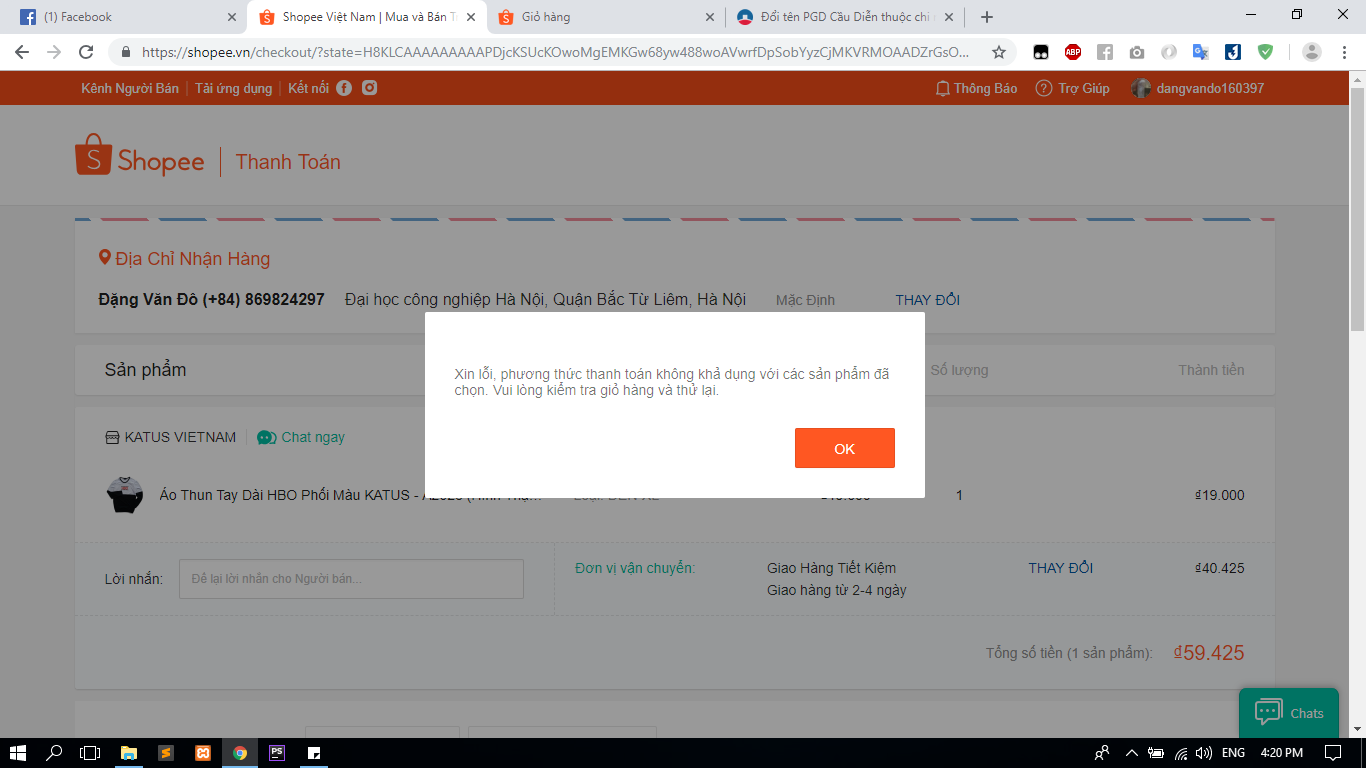 (1) Facebook
Shopee Việt Nam | Mua và Bán T
Giỏ hàng
Đổi tên PGD Cầu Diễn thuộc chi
https://shopee.vn/checkout/?state=H8KLCAAAAAAAAAPDjcKSUcKOwoMgEMKGw68yw488woAVwrfDpSobYyzCjMKVRMOAADZrGsO...
ABP
Kênh Người Bán
Tải ứng dụng
Kết nối
Thông Báo
Trợ Giúp
dangvando160397
Shopee
Thanh Toán
Địa Chỉ Nhận Hàng
Đặng Văn Đô (+84) 869824297 Đại học công nghiệp Hà Nội, Quận Bắc Từ Liêm, Hà Nội Mặc Định THAY ĐỔI
Xin lỗi, phương thức thanh toán không khả dụng với các sản phẩm đã
chọn. Vui lòng kiểm tra giỏ hàng và thử lại.
OK
Sản phẩm Số lượng Thành tiền
KATUS VIETNAM Chat ngay
Áo Thun Tay Dài HBO Phối Màu KATUS - 1 ₫19.000
Lời nhắn: Để lại lời nhắn cho Người bán... Đơn vị vận chuyển: Giao Hàng Tiết Kiệm THAY ĐỔI ₫40.425
Giao hàng từ 2-4 ngày
Tổng số tiền (1 sản phẩm): ₫59.425
Chats
PS
ENG
4:20 PM